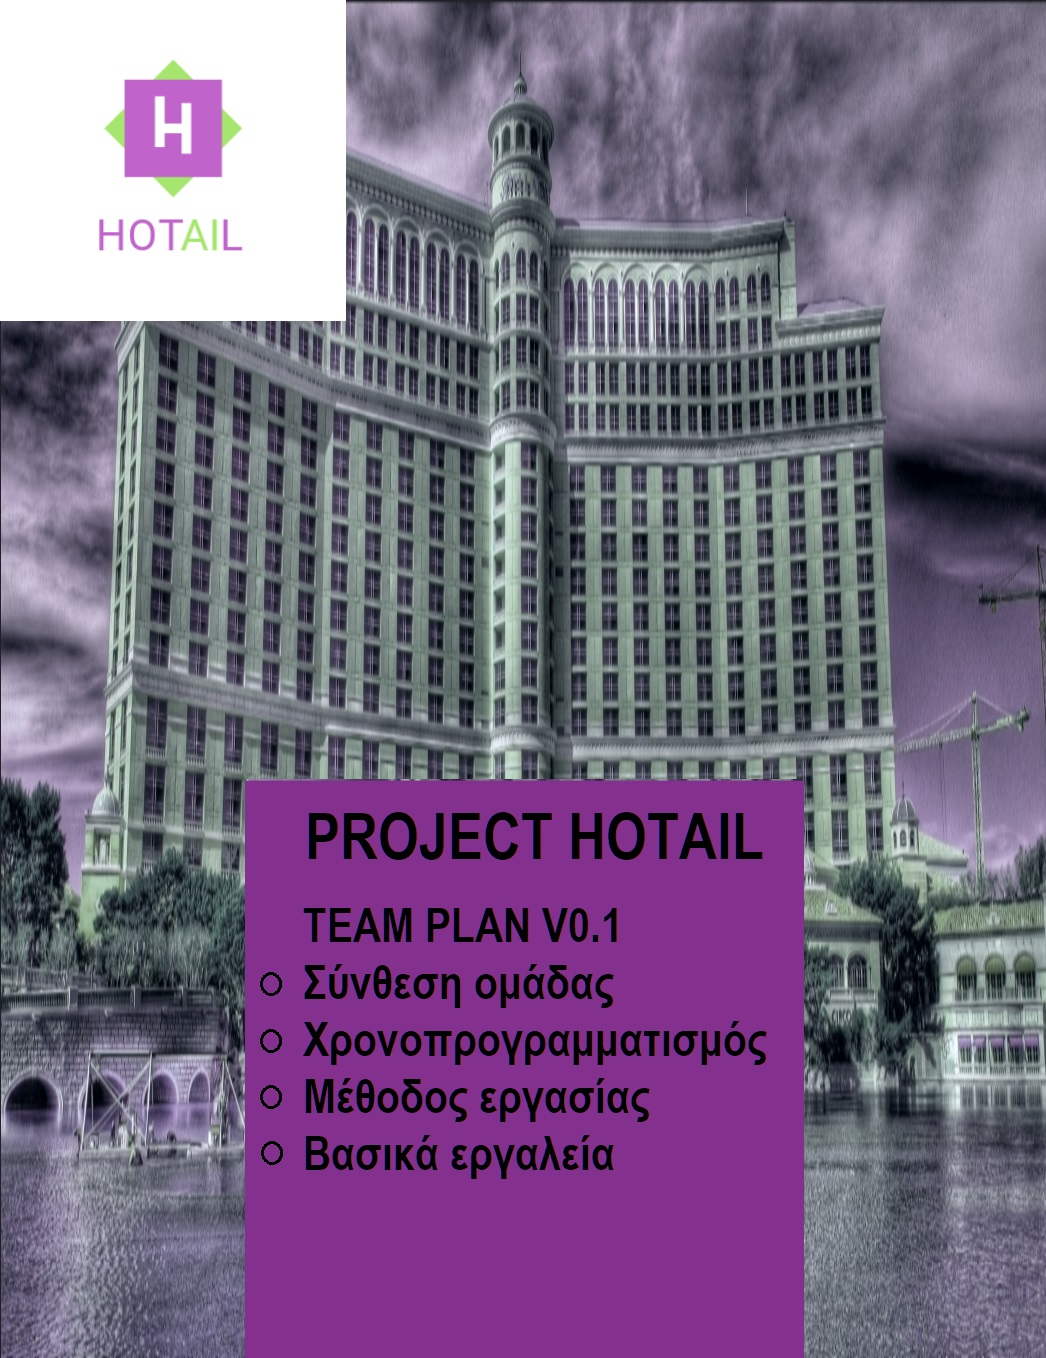 H
HOTAIL
PROJECT HOTAIL
TEAM PLAN V0.1
Σύνθεση ομάδας
Χρονοπρογραμματισμός
Μέθοδος εργασίας
Βασικά εργαλεία